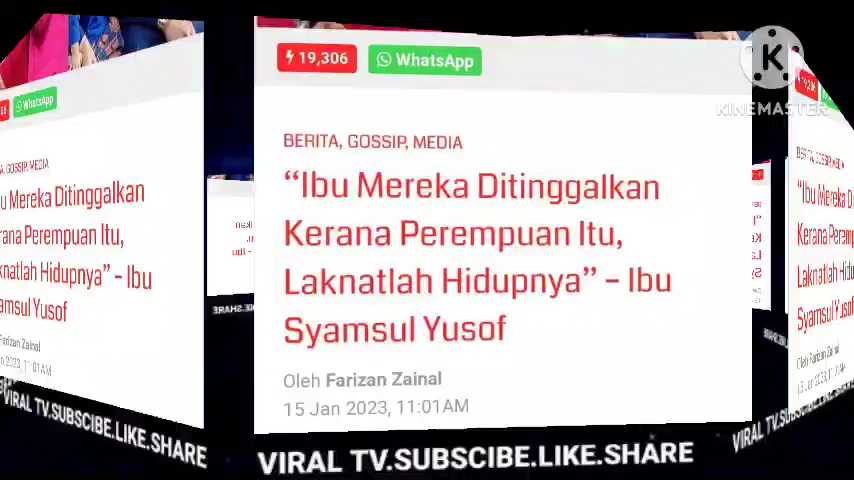 19,306 WhatsApp
KINEMASTER
BERITA, GOSSIP, MEDIA
“Ibu Mereka Ditinggalkan
Kerana Perempuan Itu,
Laknatlah Hidupnya” – Ibu
Syamsul Yusof
Oleh Farizan Zainal
15 Jan 2023, 11:01AM
VIRAL TV.SUBSCIBE.LIKE.SHARE